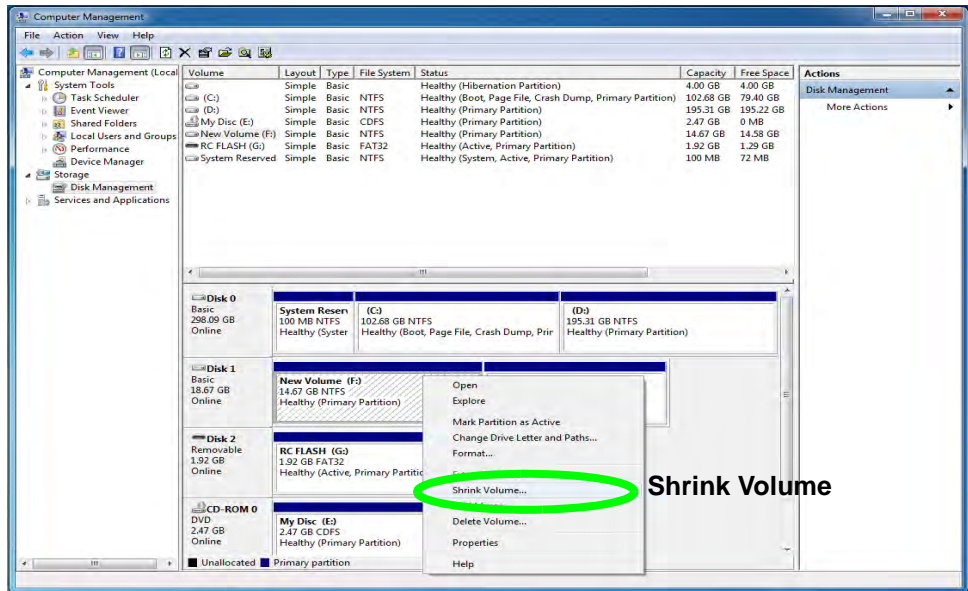 Computer Management
File Action View Help
Computer Management (Local
System Tools
Task Scheduler
Event Viewer
Shared Folders
Local Users and Groups
Performance
Device Manager
Storage
Disk Management
Services and Applications
Volume Layout Type File System Status Capacity Free Space
Simple Basic Healthy (Hibernation Partition) 4.00 GB 4.00 GB
(C:) Simple Basic NTFS Healthy (Boot, Page File, Crash Dump, Primary Partition) 102.68 GB 79.40 GB
(D:) Simple Basic NTFS Healthy (Primary Partition) 195.31 GB 195.22 GB
My Disc (E:) Simple Basic CDFS Healthy (Primary Partition) 2.47 GB 0 MB
New Volume (F:) Simple Basic NTFS Healthy (Primary Partition) 14.67 GB 14.58 GB
RC FLASH (G:) Simple Basic FAT32 Healthy (Active, Primary Partition) 1.92 GB 1.29 GB
System Reserved Simple Basic NTFS Healthy (System, Active, Primary Partition) 100 MB 72 MB
Actions
Disk Management
More Actions
Disk 0
Basic
298.09 GB
Online
System Reserv
100 MB NTFS
Healthy (Syster
(C:)
102.68 GB NTFS
Healthy (Boot, Page File, Crash Dump, Prir
(D:)
195.31 GB NTFS
Healthy (Primary Partition)
Disk 1
Basic
18.67 GB
Online
New Volume (F:)
14.67 GB NTFS
Healthy (Primary Partition)
Disk 2
Removable
1.92 GB
Online
RC FLASH (G:)
1.92 GB FAT32
Healthy (Active, Primary Partitic
CD-ROM 0
DVD
2.47 GB
Online
My Disc (E:)
2.47 GB CDFS
Healthy (Primary Partition)
Unallocated Primary partition
Open
Explore
Mark Partition as Active
Change Drive Letter and Paths...
Format...
Shrink Volume...
Delete Volume...
Properties
Help
Shrink Volume